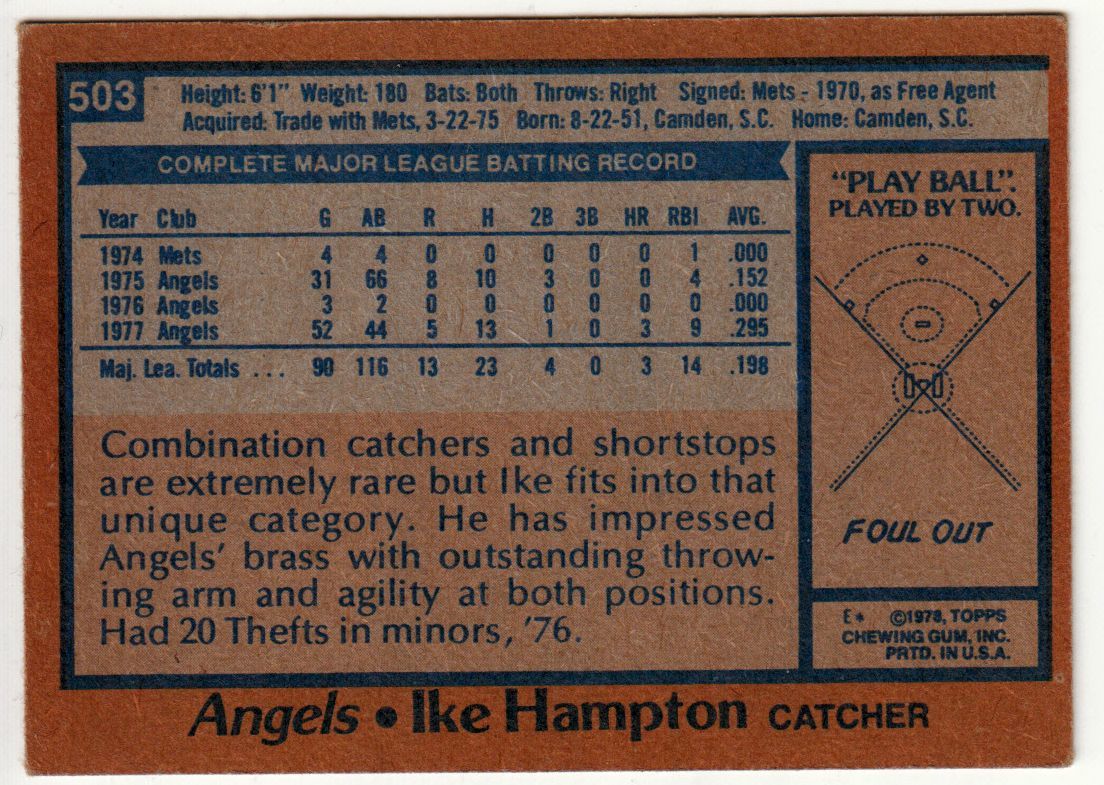 503
Height: 6'1" Weight: 180 Bats: Both Throws: Right Signed: Mets - 1970, as Free Agent
Acquired: Trade with Mets, 3-22-75 Born: 8-22-51, Camden, S.C. Home: Camden, S.C.
COMPLETE MAJOR LEAGUE BATTING RECORD
Year Club G AB R H 2B 3B HR RBI AVG.
1974 Mets 4 4 0 0 0 0 0 1 .000
1975 Angels 31 66 8 10 3 0 0 4 .152
1976 Angels 3 2 0 0 0 0 0 0 .000
1977 Angels 52 44 5 13 1 0 3 9 .295
Maj. Lea. Totals . . . 90 116 13 23 4 0 3 14 .198
Combination catchers and shortstops
are extremely rare but Ike fits into that
unique category. He has impressed
Angels' brass with outstanding throw-
ing arm and agility at both positions.
Had 20 Thefts in minors, '76.
"PLAY BALL".
PLAYED BY TWO.
FOUL OUT
E* ©1978, TOPPS
CHEWING GUM, INC.
PRTD. IN U.S.A.
Angels • Ike Hampton CATCHER